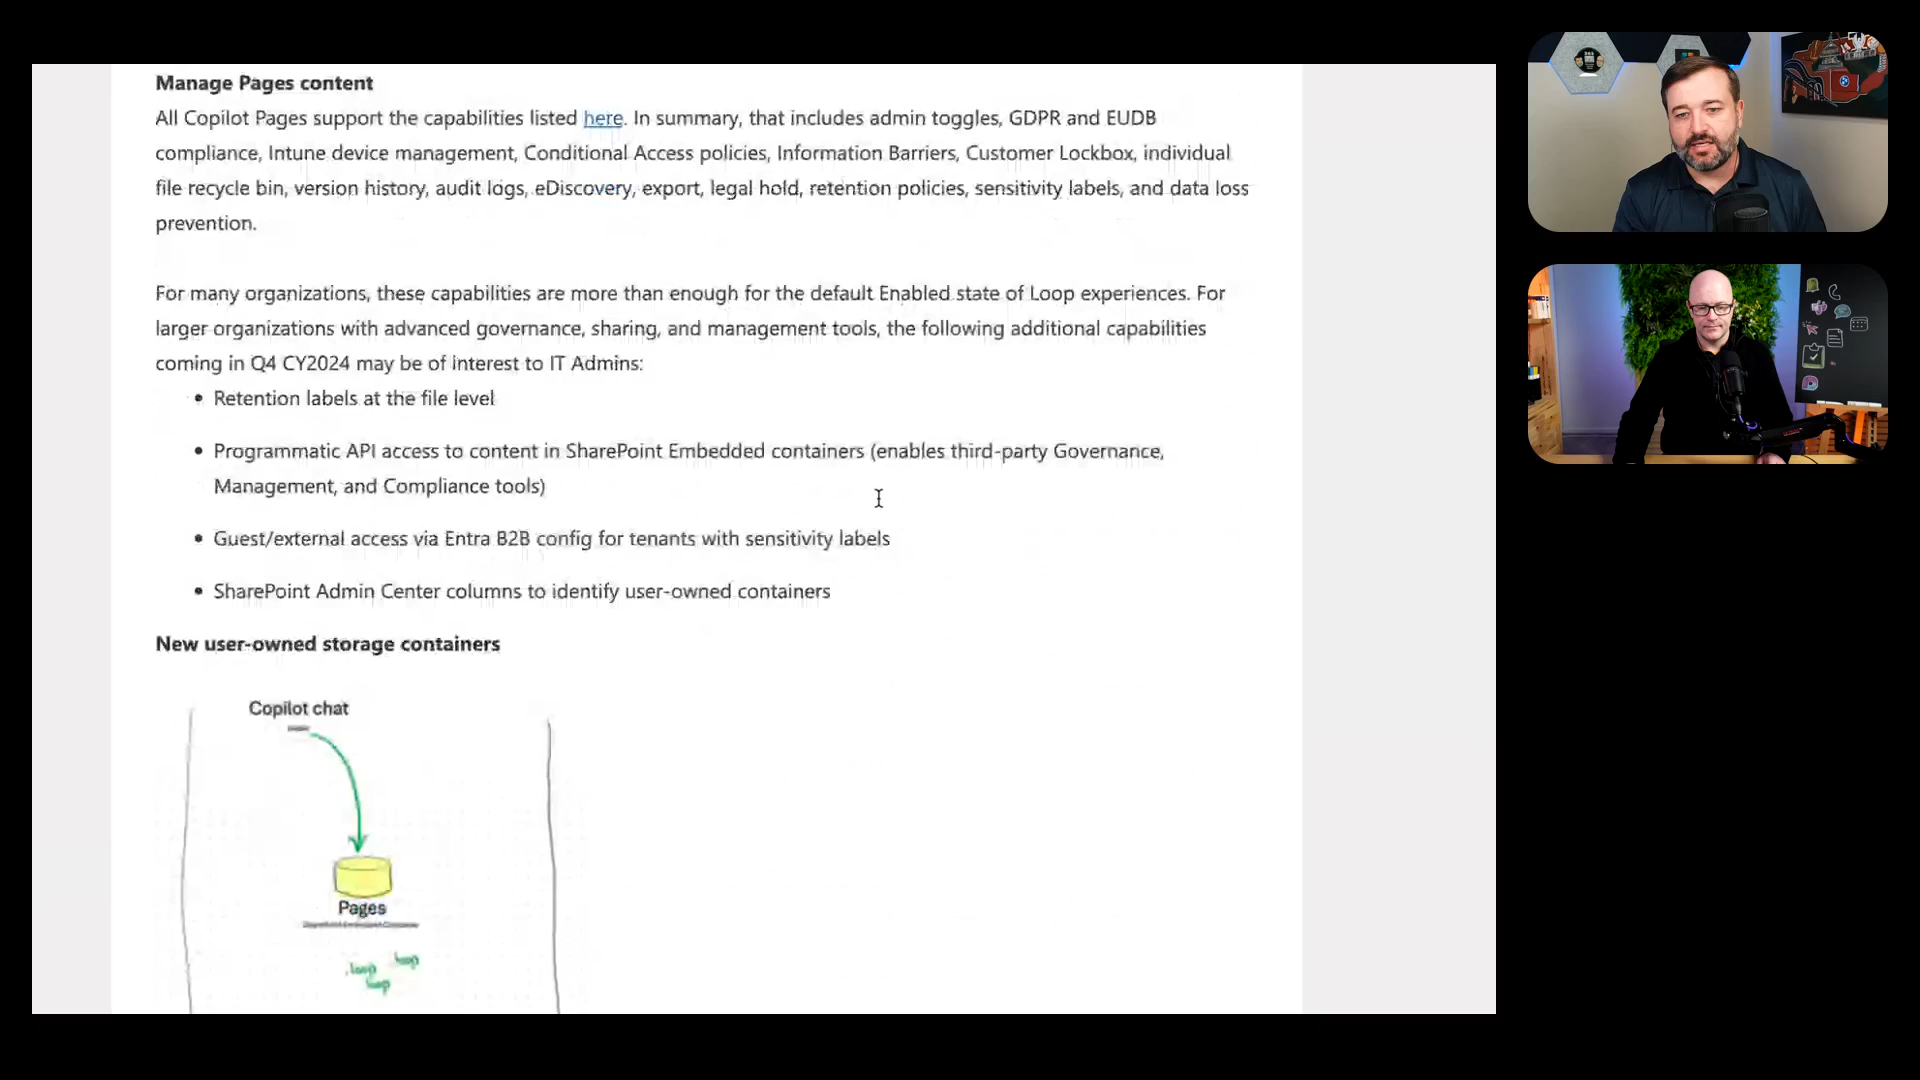 Manage Pages content
All Copilot Pages support the capabilities listed here. In summary, that includes admin toggles, GDPR and EUDB
compliance, Intune device management, Conditional Access policies, Information Barriers, Customer Lockbox, individual
file recycle bin, version history, audit logs, eDiscovery, export, legal hold, retention policies, sensitivity labels, and data loss
prevention.
For many organizations, these capabilities are more than enough for the default Enabled state of Loop experiences. For
larger organizations with advanced governance, sharing, and management tools, the following additional capabilities
coming in Q4 CY2024 may be of interest to IT Admins:
• Retention labels at the file level
• Programmatic API access to content in SharePoint Embedded containers (enables third-party Governance,
Management, and Compliance tools)
• Guest/external access via Entra B2B config for tenants with sensitivity labels
• SharePoint Admin Center columns to identify user-owned containers
New user-owned storage containers
Copilot chat
Pages
.loop loop
loop